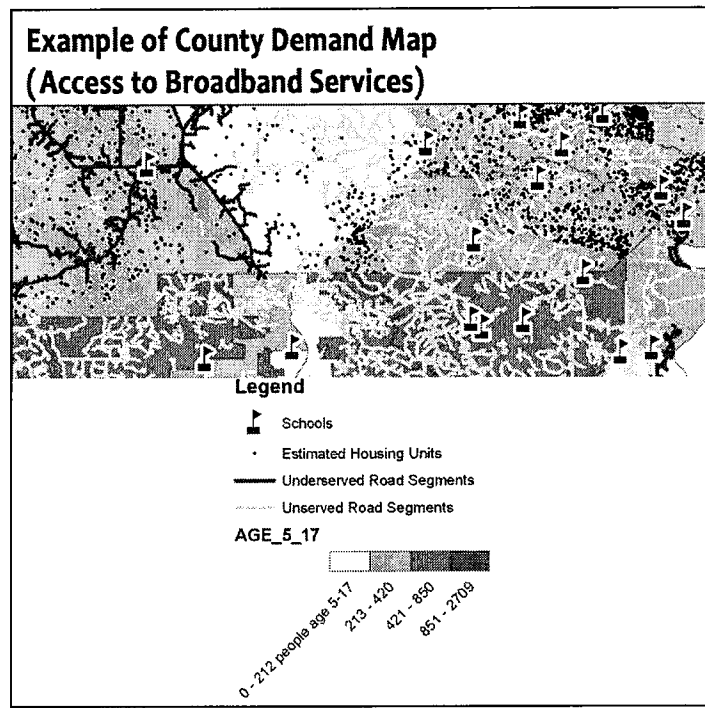 Example of County Demand Map
(Access to Broadband Services)
Legend
Schools
Estimated Housing Units
Underserved Road Segments
Unserved Road Segments
AGE_5_17
0 - 212 people age 5-17
213 - 420
421 - 850
851 - 2709